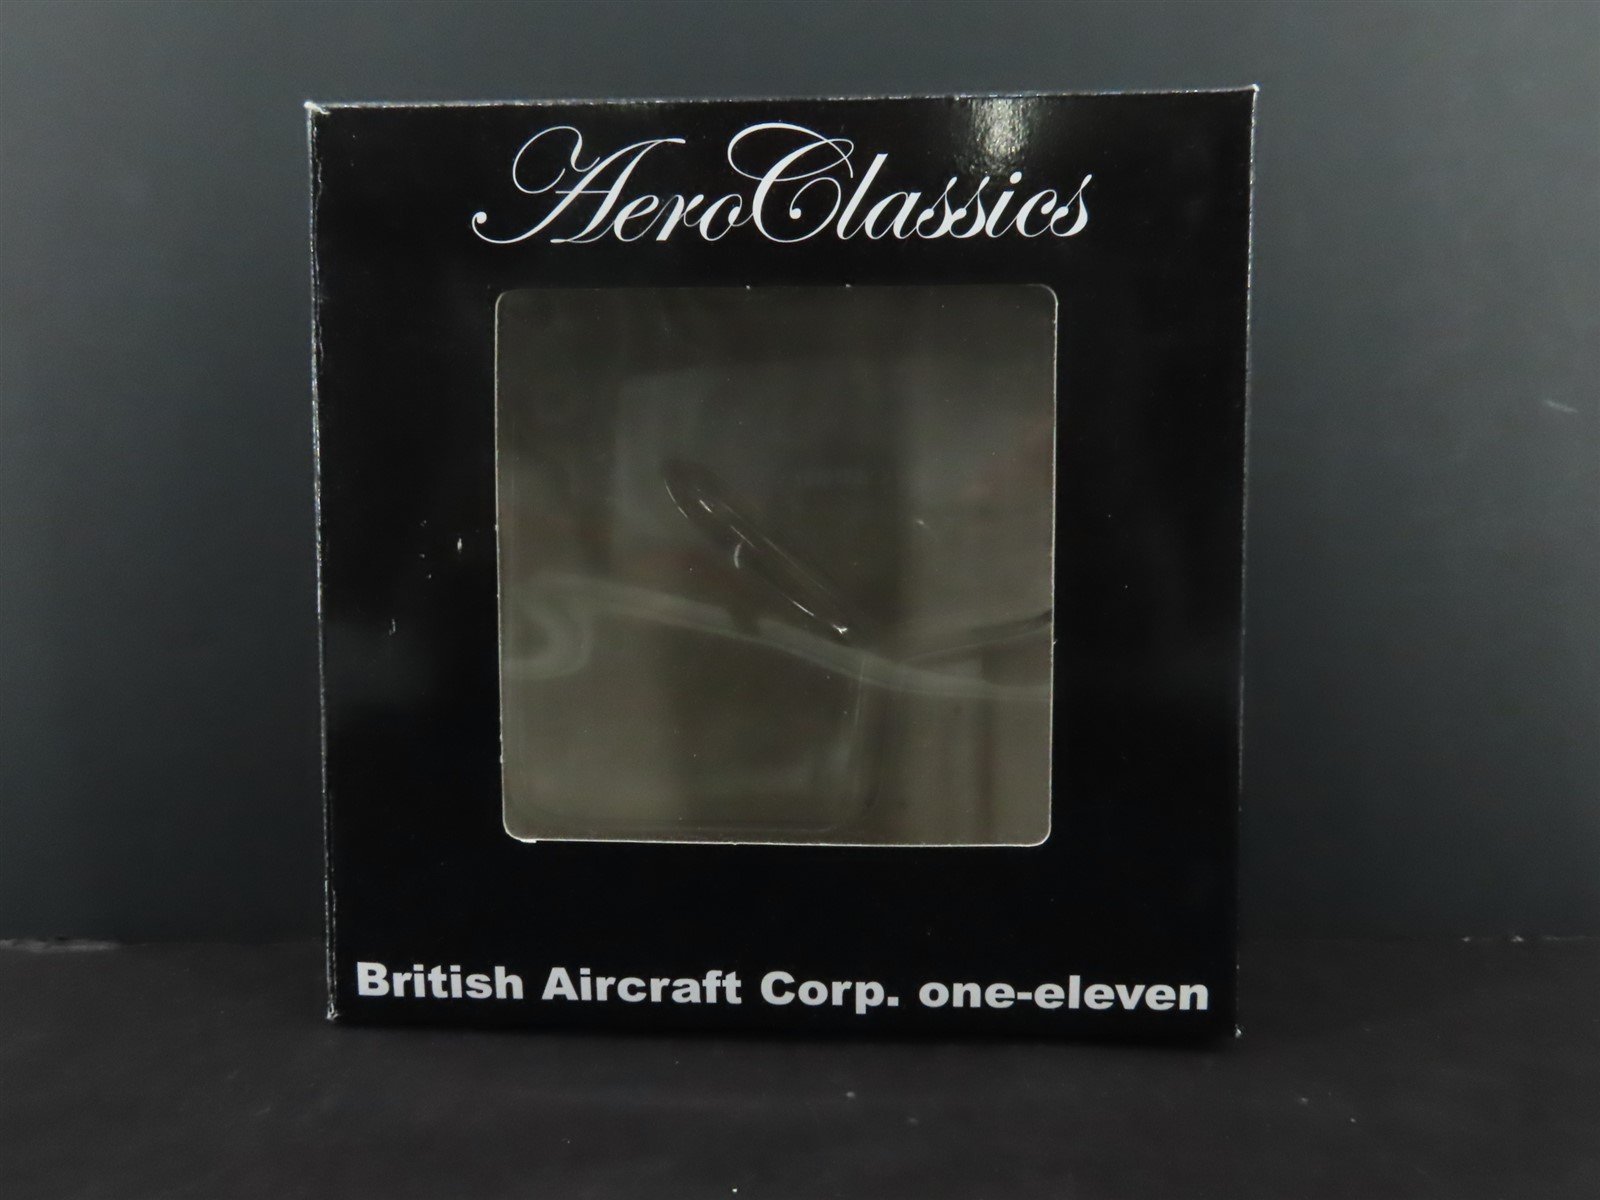 AeroClassics
British Aircraft Corp. one-eleven